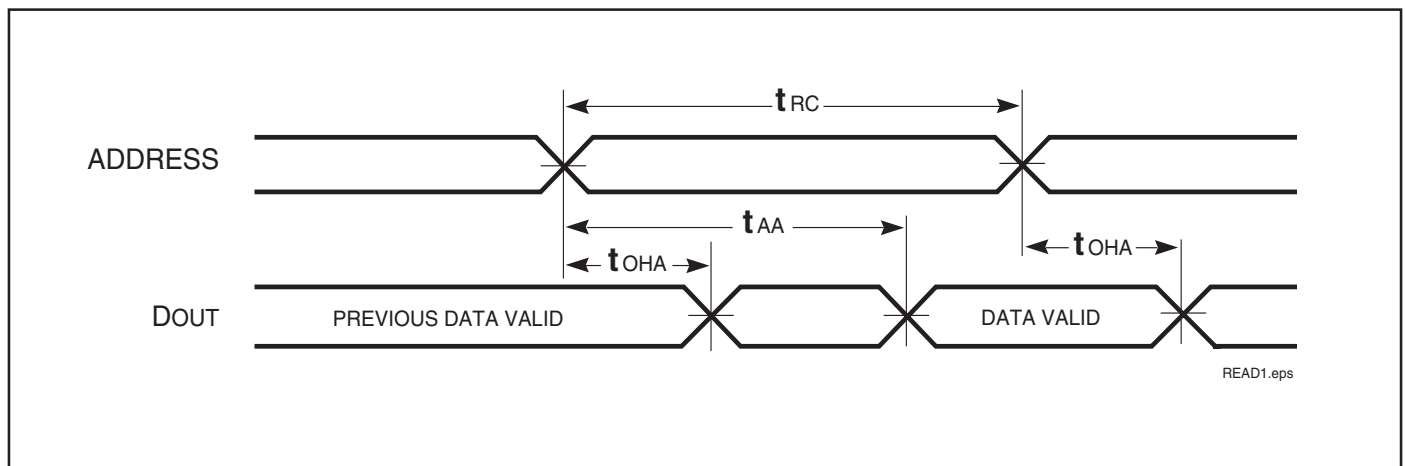 tRC
ADDRESS
tAA
tOHA
tOHA
DOUT
PREVIOUS DATA VALID
DATA VALID
READ1.eps